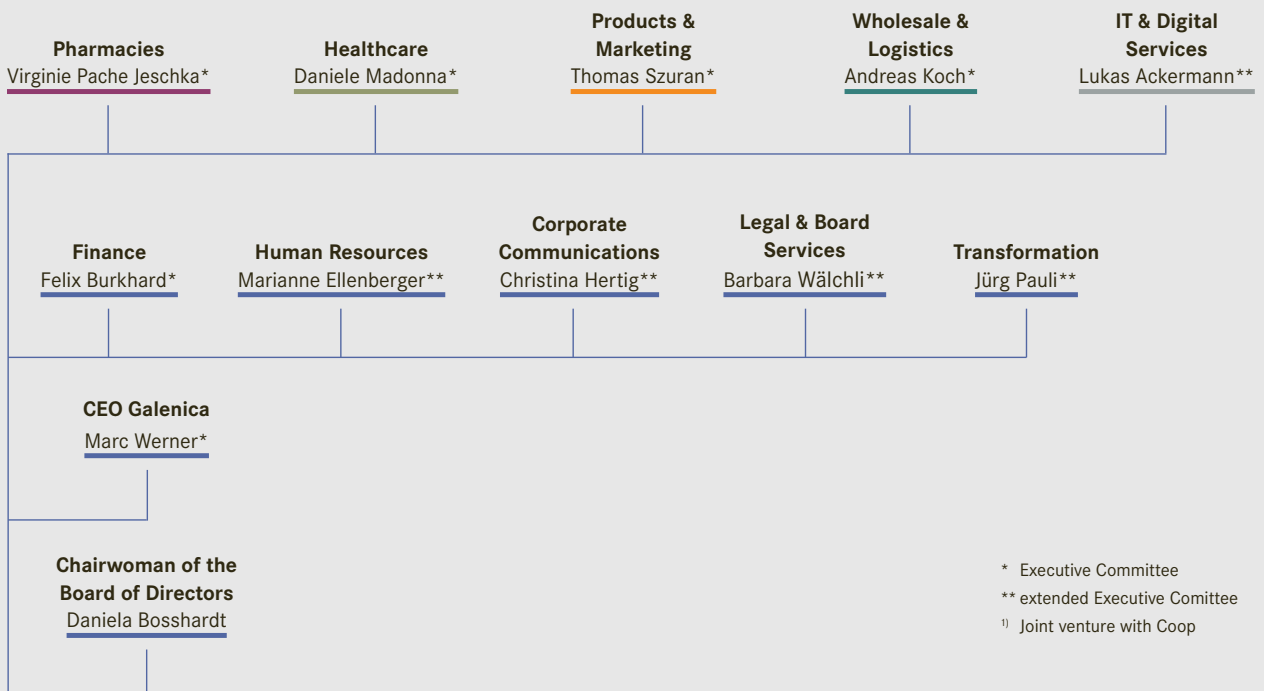 Pharmacies
Virginie Pache Jeschka*
Healthcare
Daniele Madonna*
Products &
Marketing
Thomas Szuran*
Wholesale &
Logistics
Andreas Koch*
IT & Digital
Services
Lukas Ackermann**
Finance
Felix Burkhard*
Human Resources
Marianne Ellenberger**
Corporate
Communications
Christina Hertig**
Legal & Board
Services
Barbara Wälchli**
Transformation
Jürg Pauli**
CEO Galenica
Marc Werner*
Chairwoman of the
Board of Directors
Daniela Bosshardt
* Executive Committee
** extended Executive Comittee
1) Joint venture with Coop